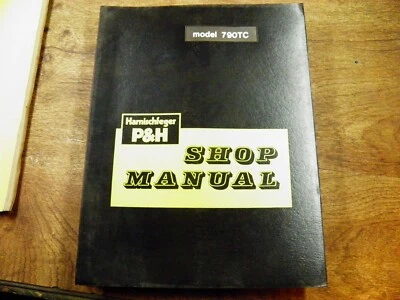 model 790TC
Harnischfeger
P&H
SHOP
MANUAL